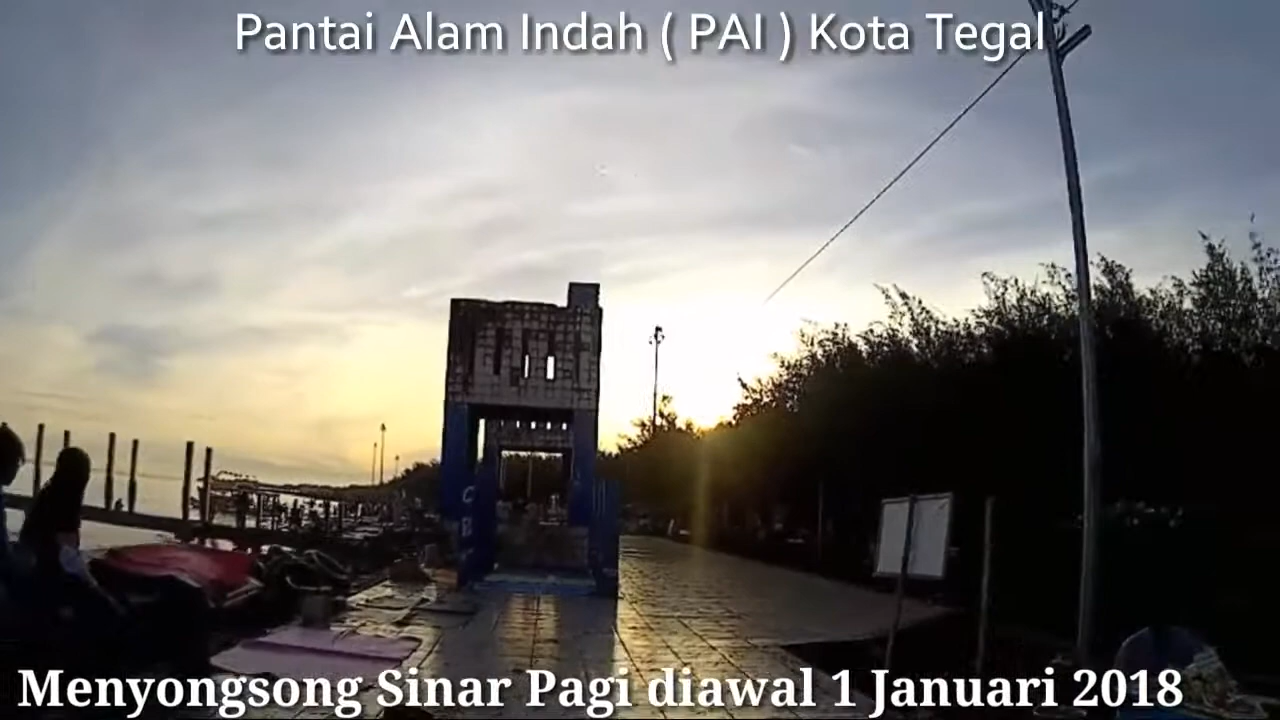 Pantai Alam Indah ( PAI ) Kota Tegal
Menyongsong Sinar Pagi diawal 1 Januari 2018